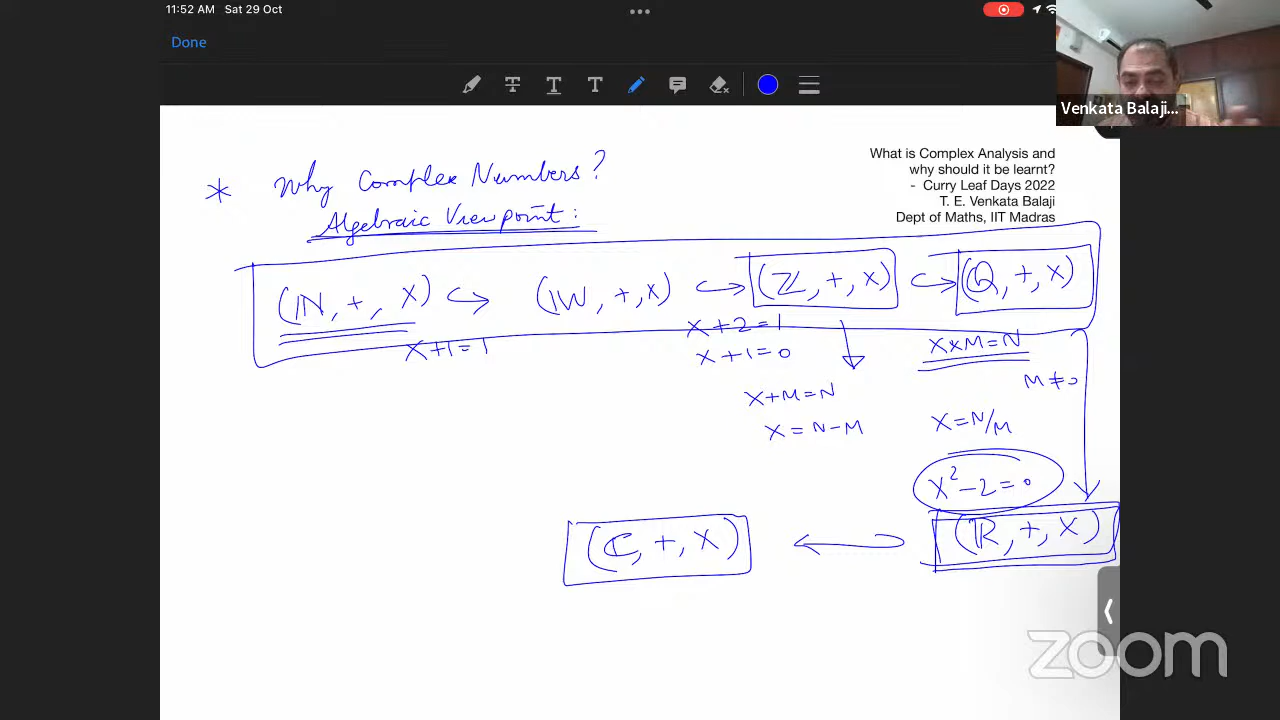 11:52 AM Sat 29 Oct
Done
Venkata Balaji...
What is Complex Analysis and
why should it be learnt?
- Curry Leaf Days 2022
T. E. Venkata Balaji
Dept of Maths, IIT Madras
* Why Complex Numbers?
Algebraic Viewpoint:
(ℕ, +, ×) ↪ (𝕎, +, ×) ↪ (ℤ, +, ×) ↪ (ℚ, +, ×)
x+1=1
x+2=1
x+1=0
x+M=N
x=N-M
x×M=N
M≠0
x=N/M
x²-2=0
(ℂ, +, ×) ↩ (ℝ, +, ×)
zoom